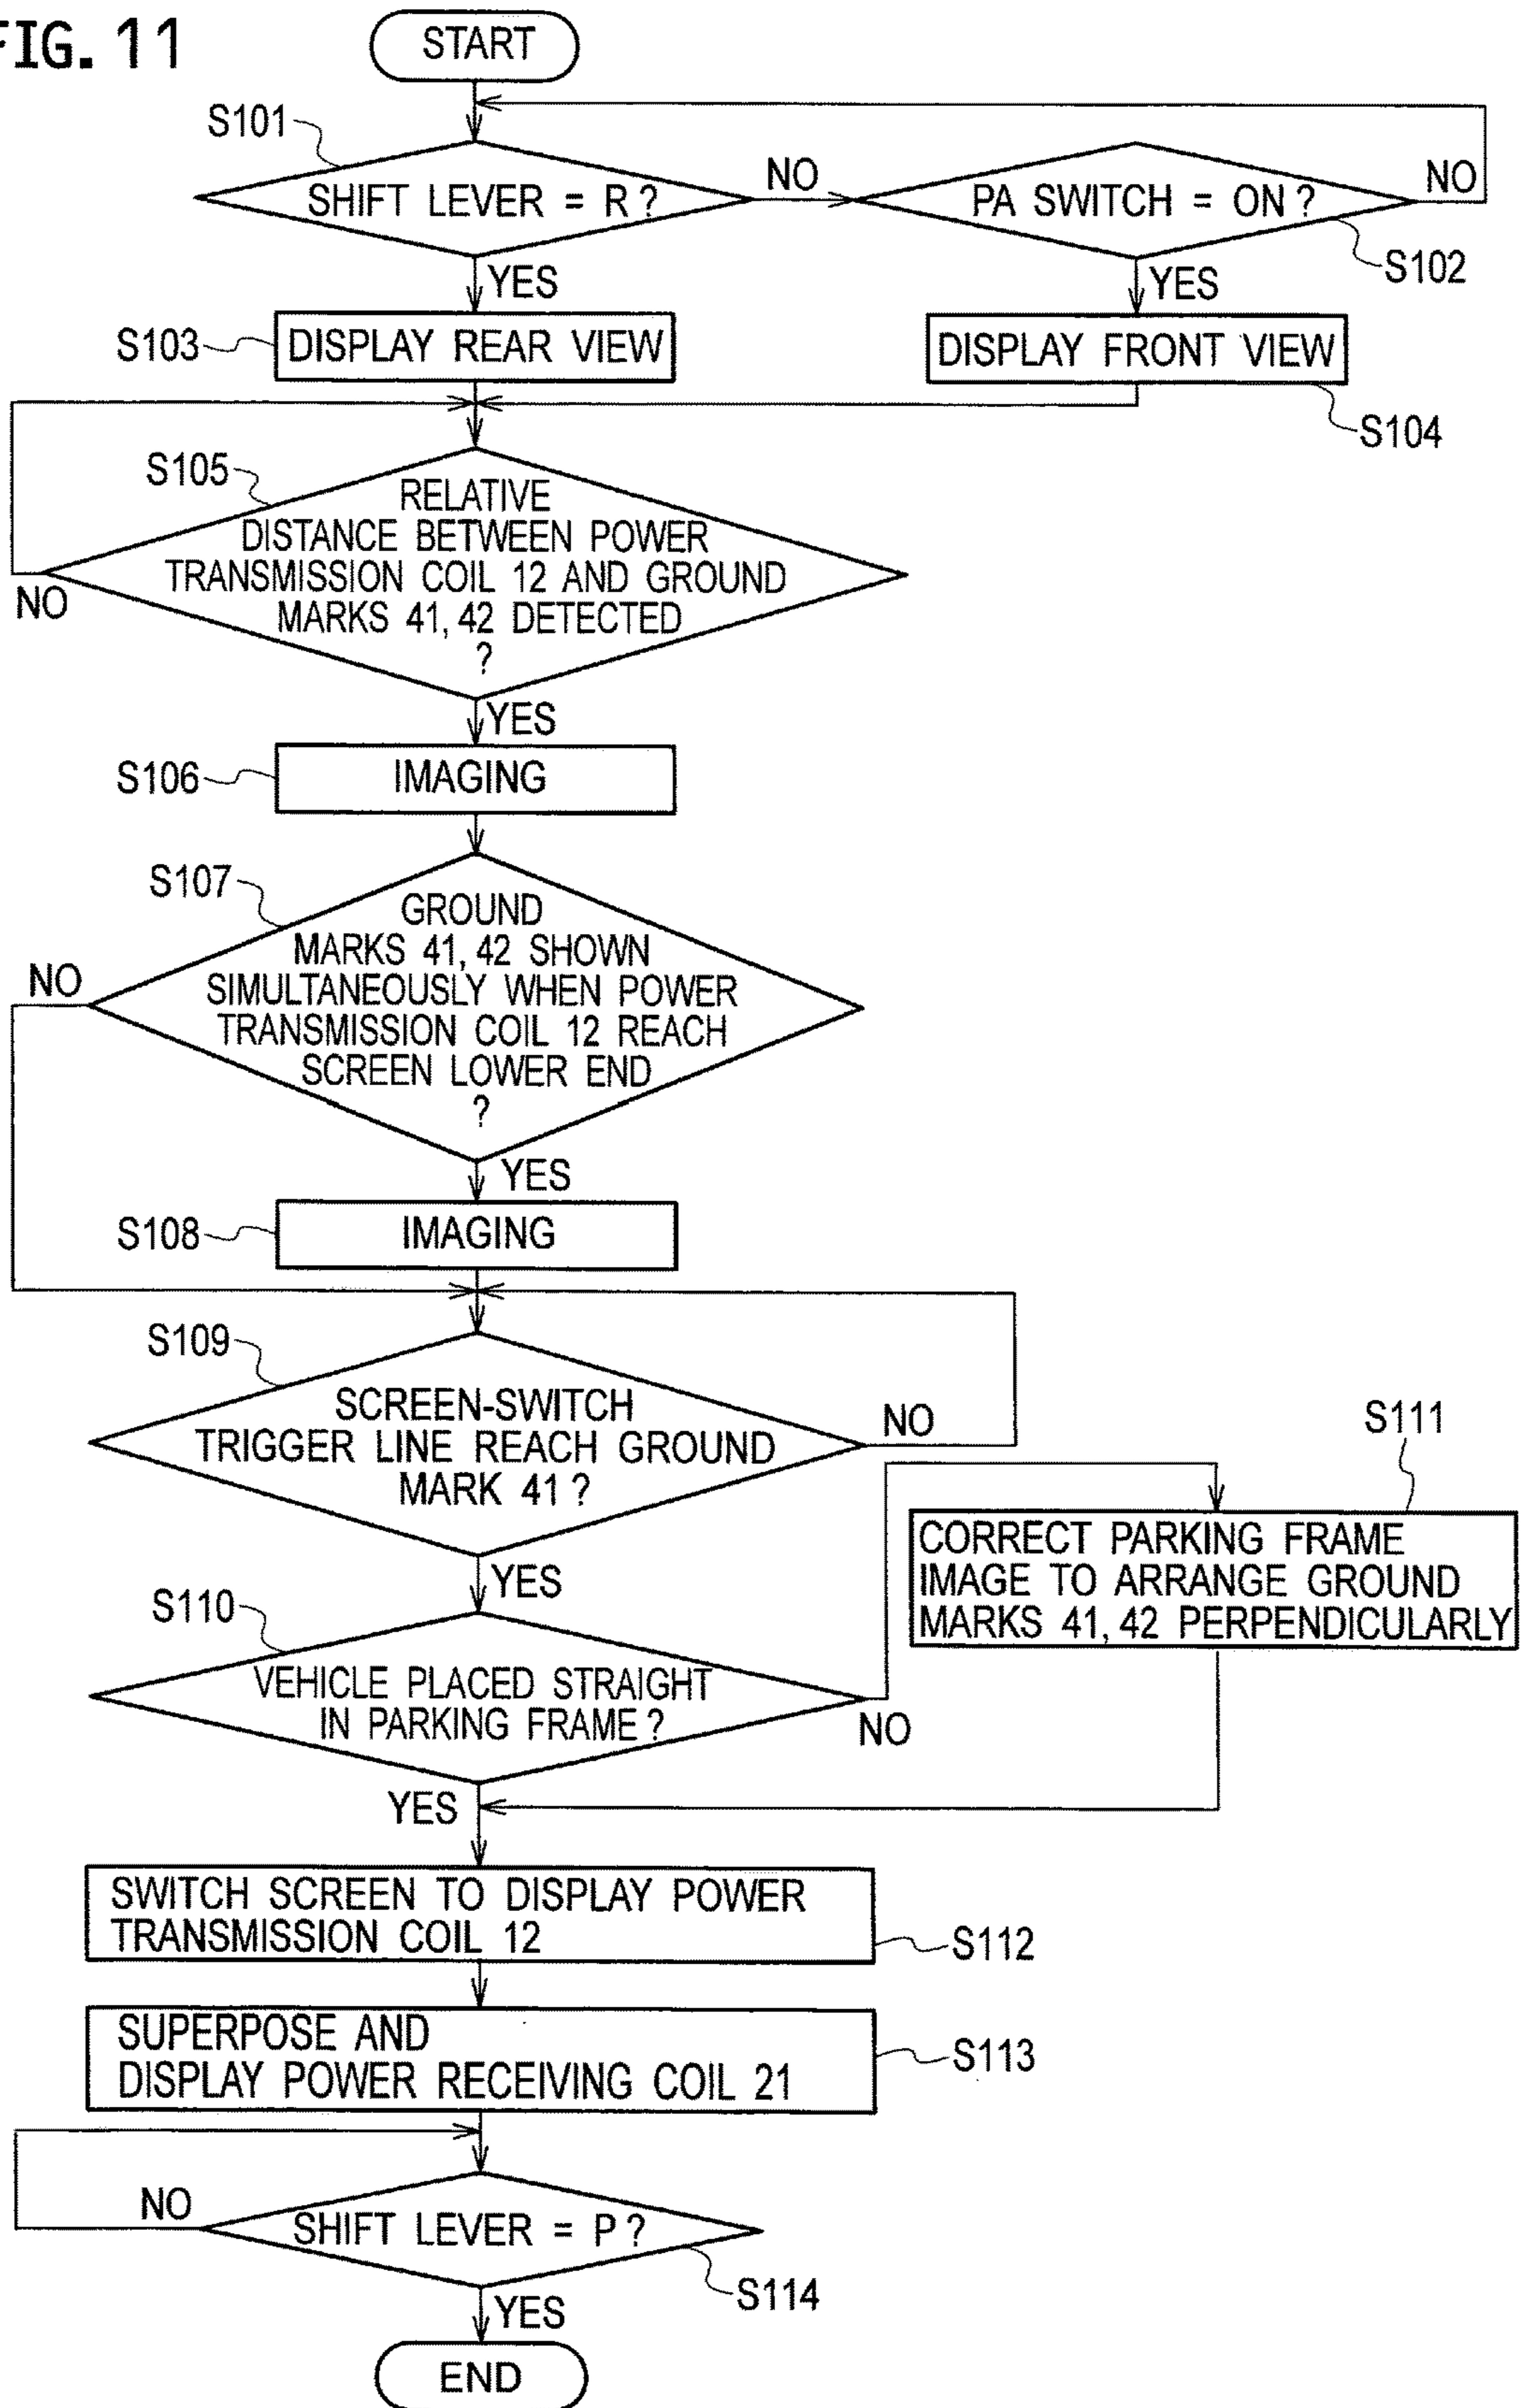 FIG. 11
START
S101
SHIFT LEVER = R ?
NO
PA SWITCH = ON ?
NO
S102
YES
YES
S103
DISPLAY REAR VIEW
DISPLAY FRONT VIEW
S104
S105
RELATIVE
DISTANCE BETWEEN POWER
TRANSMISSION COIL 12 AND GROUND
MARKS 41, 42 DETECTED
?
NO
YES
S106
IMAGING
S107
GROUND
MARKS 41, 42 SHOWN
SIMULTANEOUSLY WHEN POWER
TRANSMISSION COIL 12 REACH
SCREEN LOWER END
?
NO
YES
S108
IMAGING
S109
SCREEN-SWITCH
TRIGGER LINE REACH GROUND
MARK 41 ?
NO
YES
S111
CORRECT PARKING FRAME
IMAGE TO ARRANGE GROUND
MARKS 41, 42 PERPENDICULARLY
S110
VEHICLE PLACED STRAIGHT
IN PARKING FRAME ?
NO
YES
SWITCH SCREEN TO DISPLAY POWER
TRANSMISSION COIL 12
S112
SUPERPOSE AND
DISPLAY POWER RECEIVING COIL 21
S113
NO
SHIFT LEVER = P ?
S114
YES
END